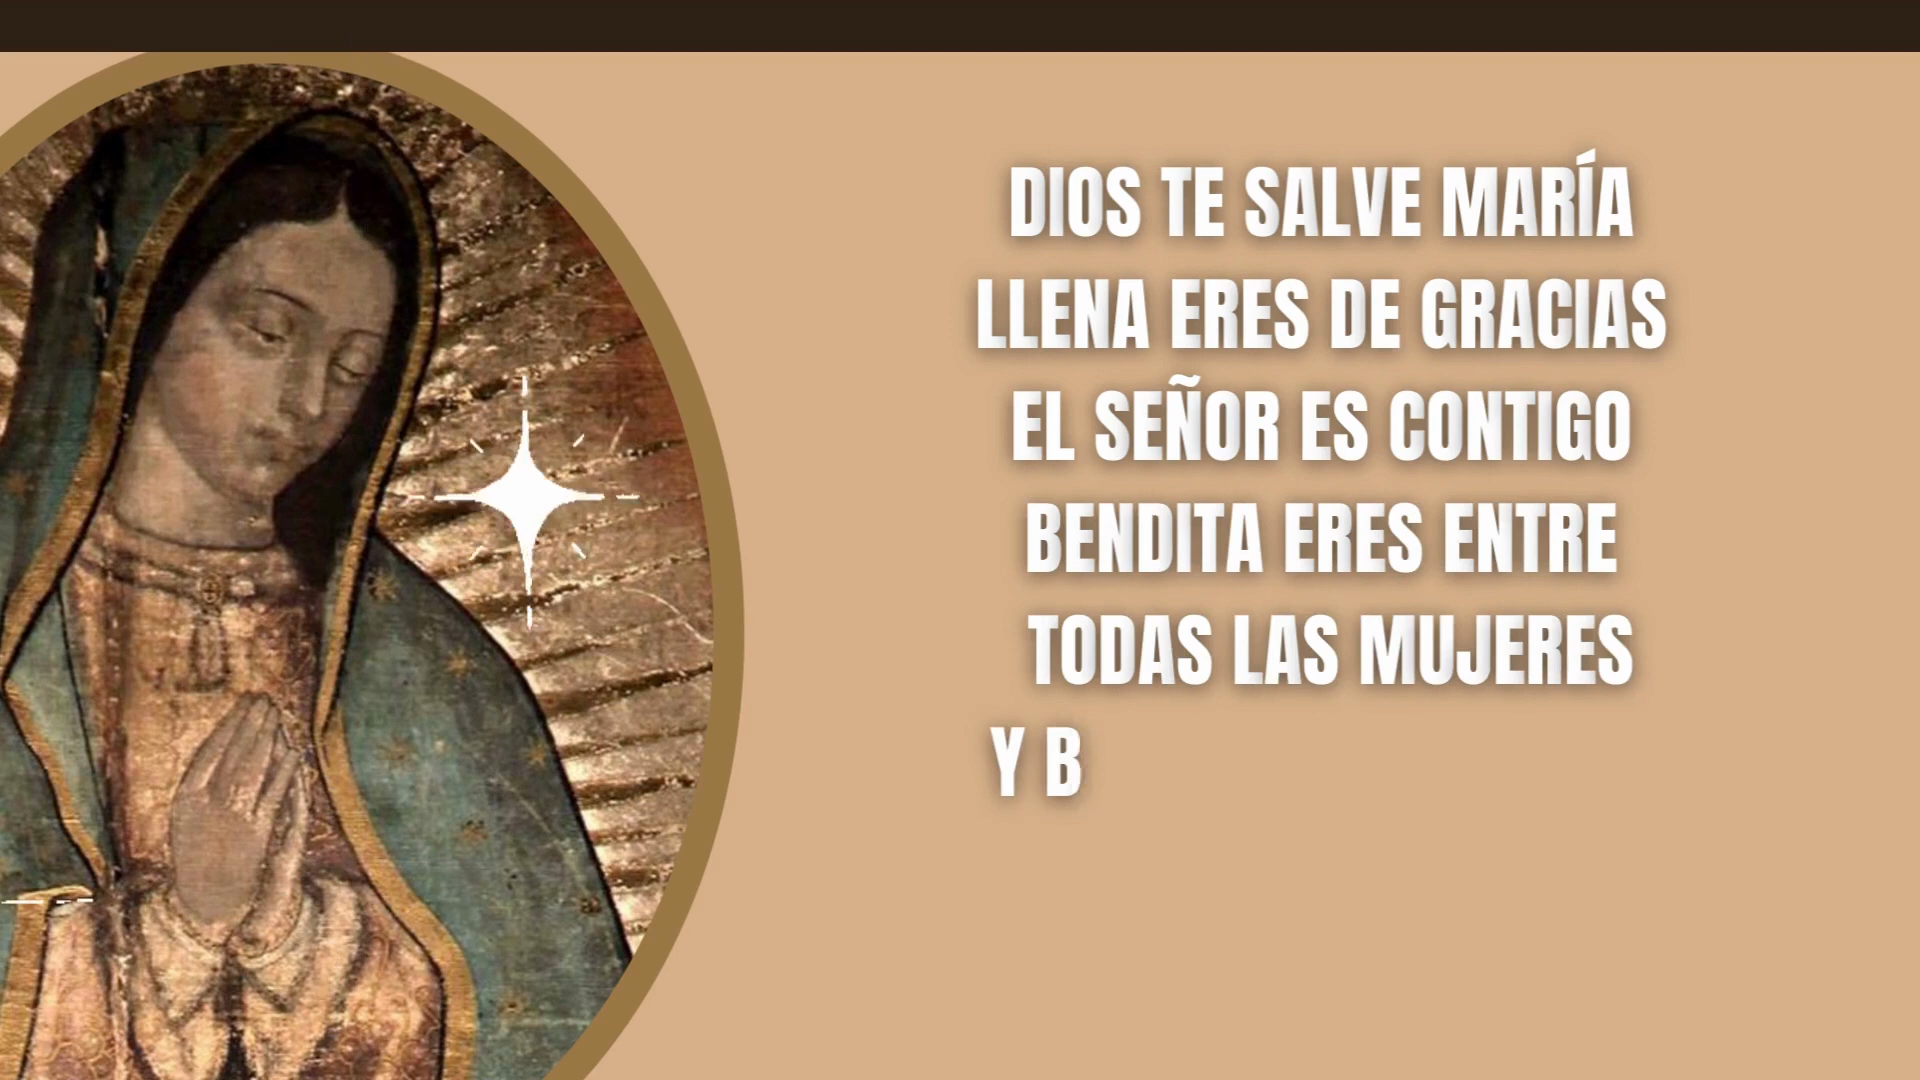 DIOS TE SALVE MARÍA
LLENA ERES DE GRACIAS
EL SEÑOR ES CONTIGO
BENDITA ERES ENTRE
TODAS LAS MUJERES
Y B